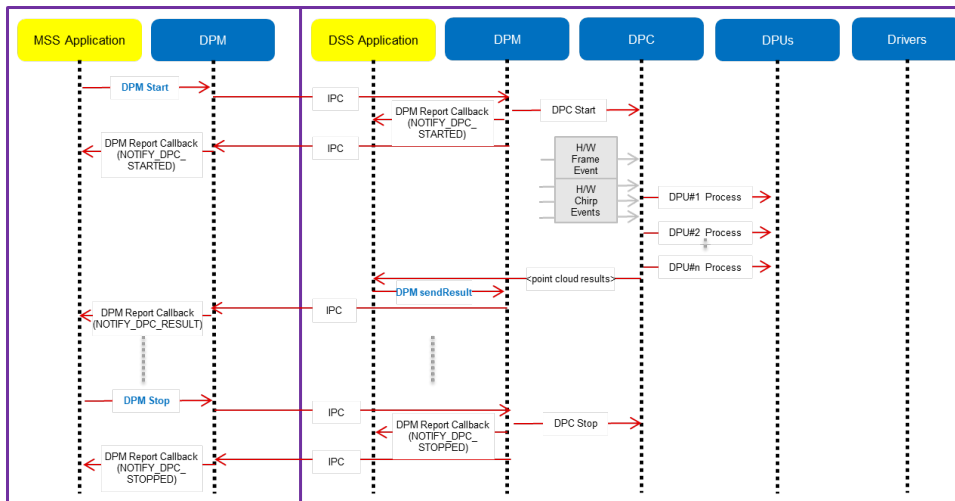 MSS Application
DPM
DSS Application
DPM
DPC
DPUs
Drivers
DPM Start
IPC
DPM Report Callback
(NOTIFY_DPC_
STARTED)
DPC Start
DPM Report Callback
(NOTIFY_DPC_
STARTED)
IPC
H/W
Frame
Event
H/W
Chirp
Events
DPU#1 Process
DPU#2 Process
DPU#n Process
<point cloud results>
DPM sendResult
IPC
DPM Report Callback
(NOTIFY_DPC_RESULT)
DPM Stop
IPC
DPM Report Callback
(NOTIFY_DPC_
STOPPED)
DPC Stop
DPM Report Callback
(NOTIFY_DPC_
STOPPED)
IPC